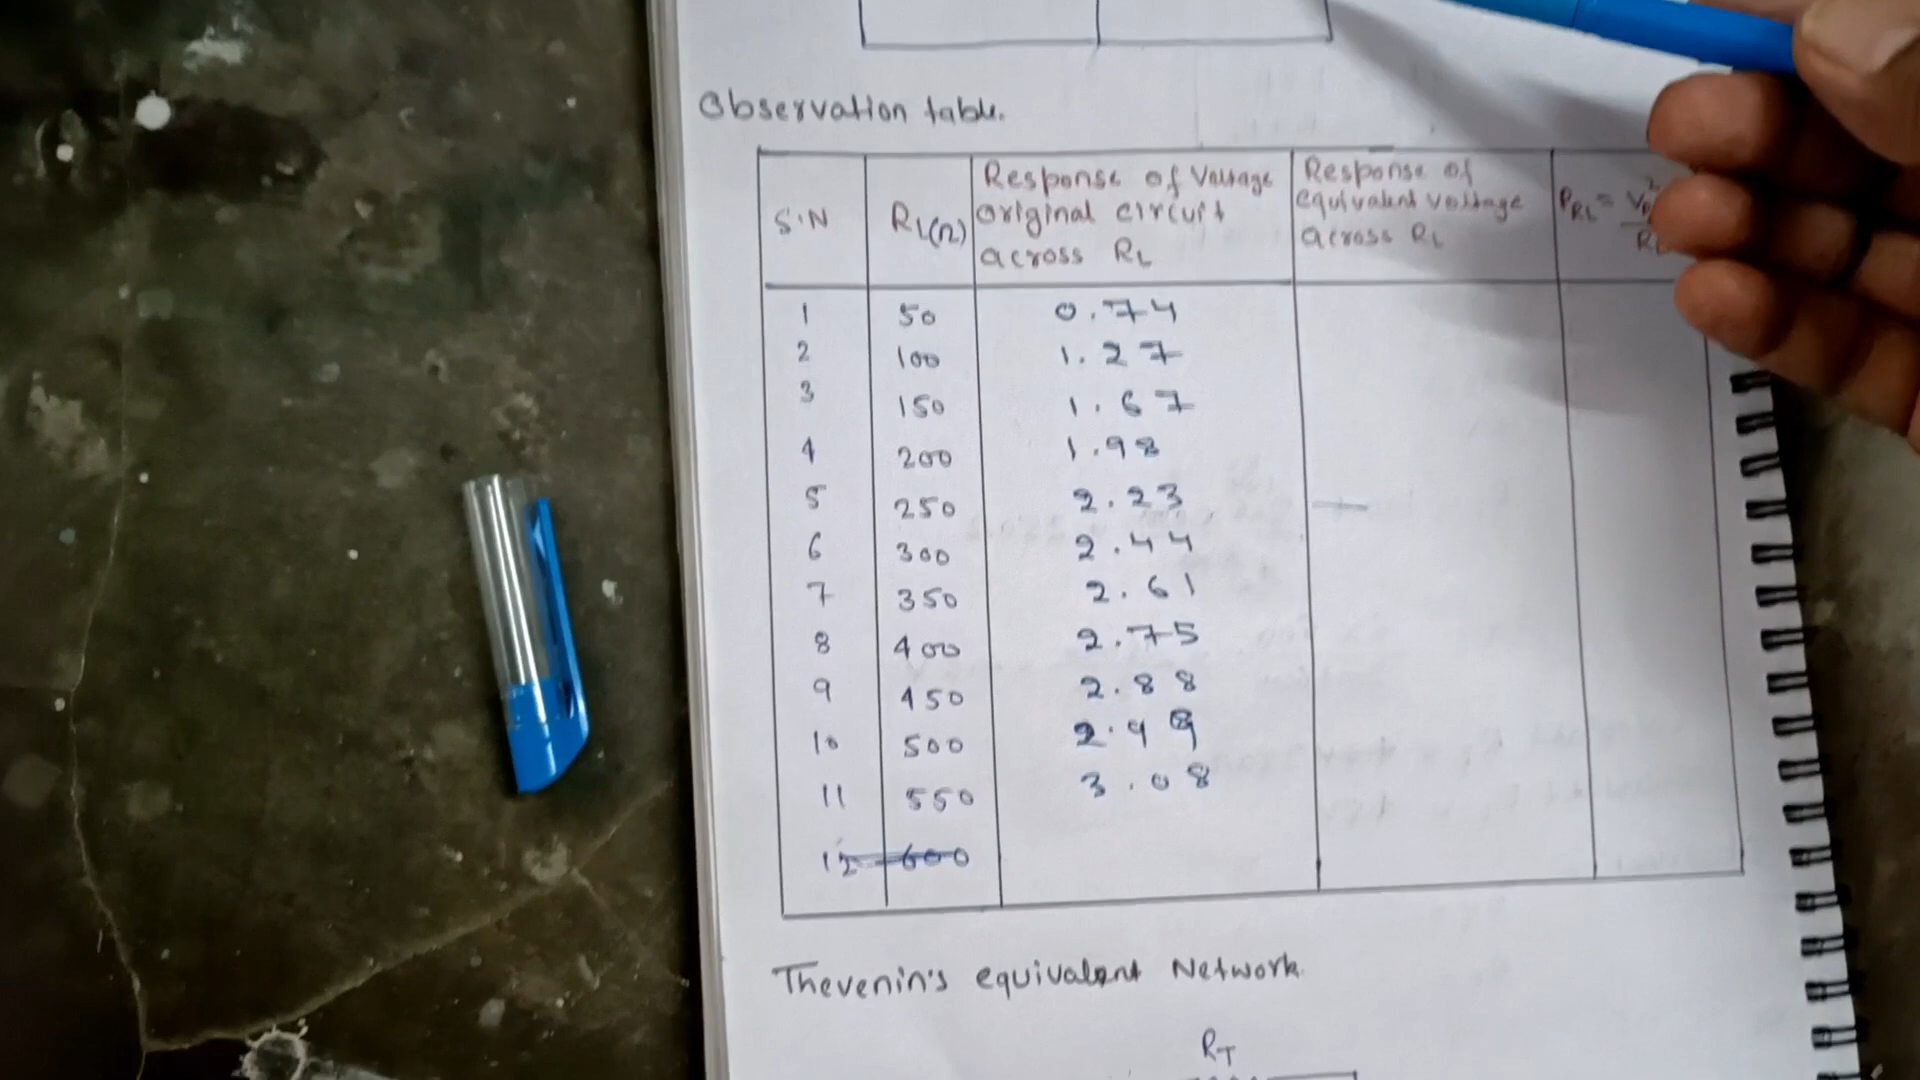 Observation table.
S.N
RL(Ω)
Response of Voltage
original circuit
across RL
Response of
equivalent voltage
across RL
PRL =
1 50 0.74
2 100 1.27
3 150 1.67
4 200 1.98
5 250 2.23
6 300 2.44
7 350 2.61
8 400 2.75
9 450 2.88
10 500 2.99
11 550 3.08
12 600
Thevenin's equivalent Network.
RT